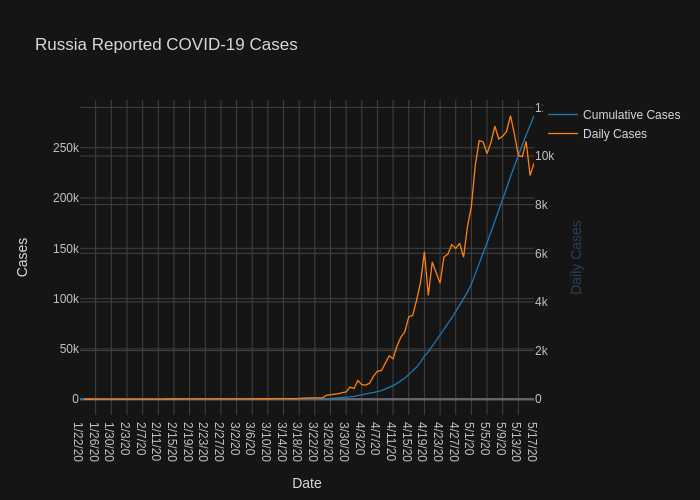 Russia Reported COVID-19 Cases
Cumulative Cases
Daily Cases
Cases
250k
200k
150k
100k
50k
0
10k
8k
6k
4k
2k
0
Daily Cases
1/22/20
1/26/20
1/30/20
2/3/20
2/7/20
2/11/20
2/15/20
2/19/20
2/23/20
2/27/20
3/2/20
3/6/20
3/10/20
3/14/20
3/18/20
3/22/20
3/26/20
3/30/20
4/3/20
4/7/20
4/11/20
4/15/20
4/19/20
4/23/20
4/27/20
5/1/20
5/5/20
5/9/20
5/13/20
5/17/20
Date